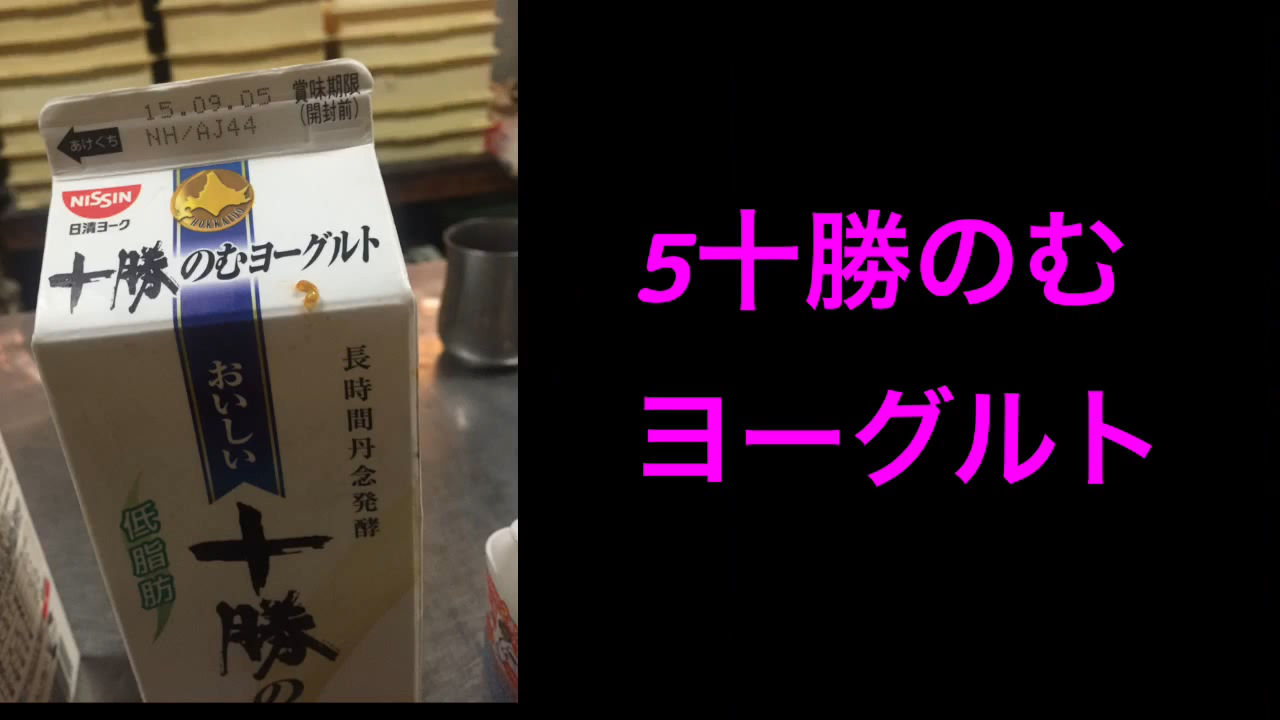 15.09.05 賞味期限
NH/AJ44 (開封前)
あけくち
NISSIN
日清ヨーク
HOKKAIDO
十勝のむヨーグルト
おいしい
長時間丹念発酵
低脂肪
十勝の
5十勝のむ
ヨーグルト